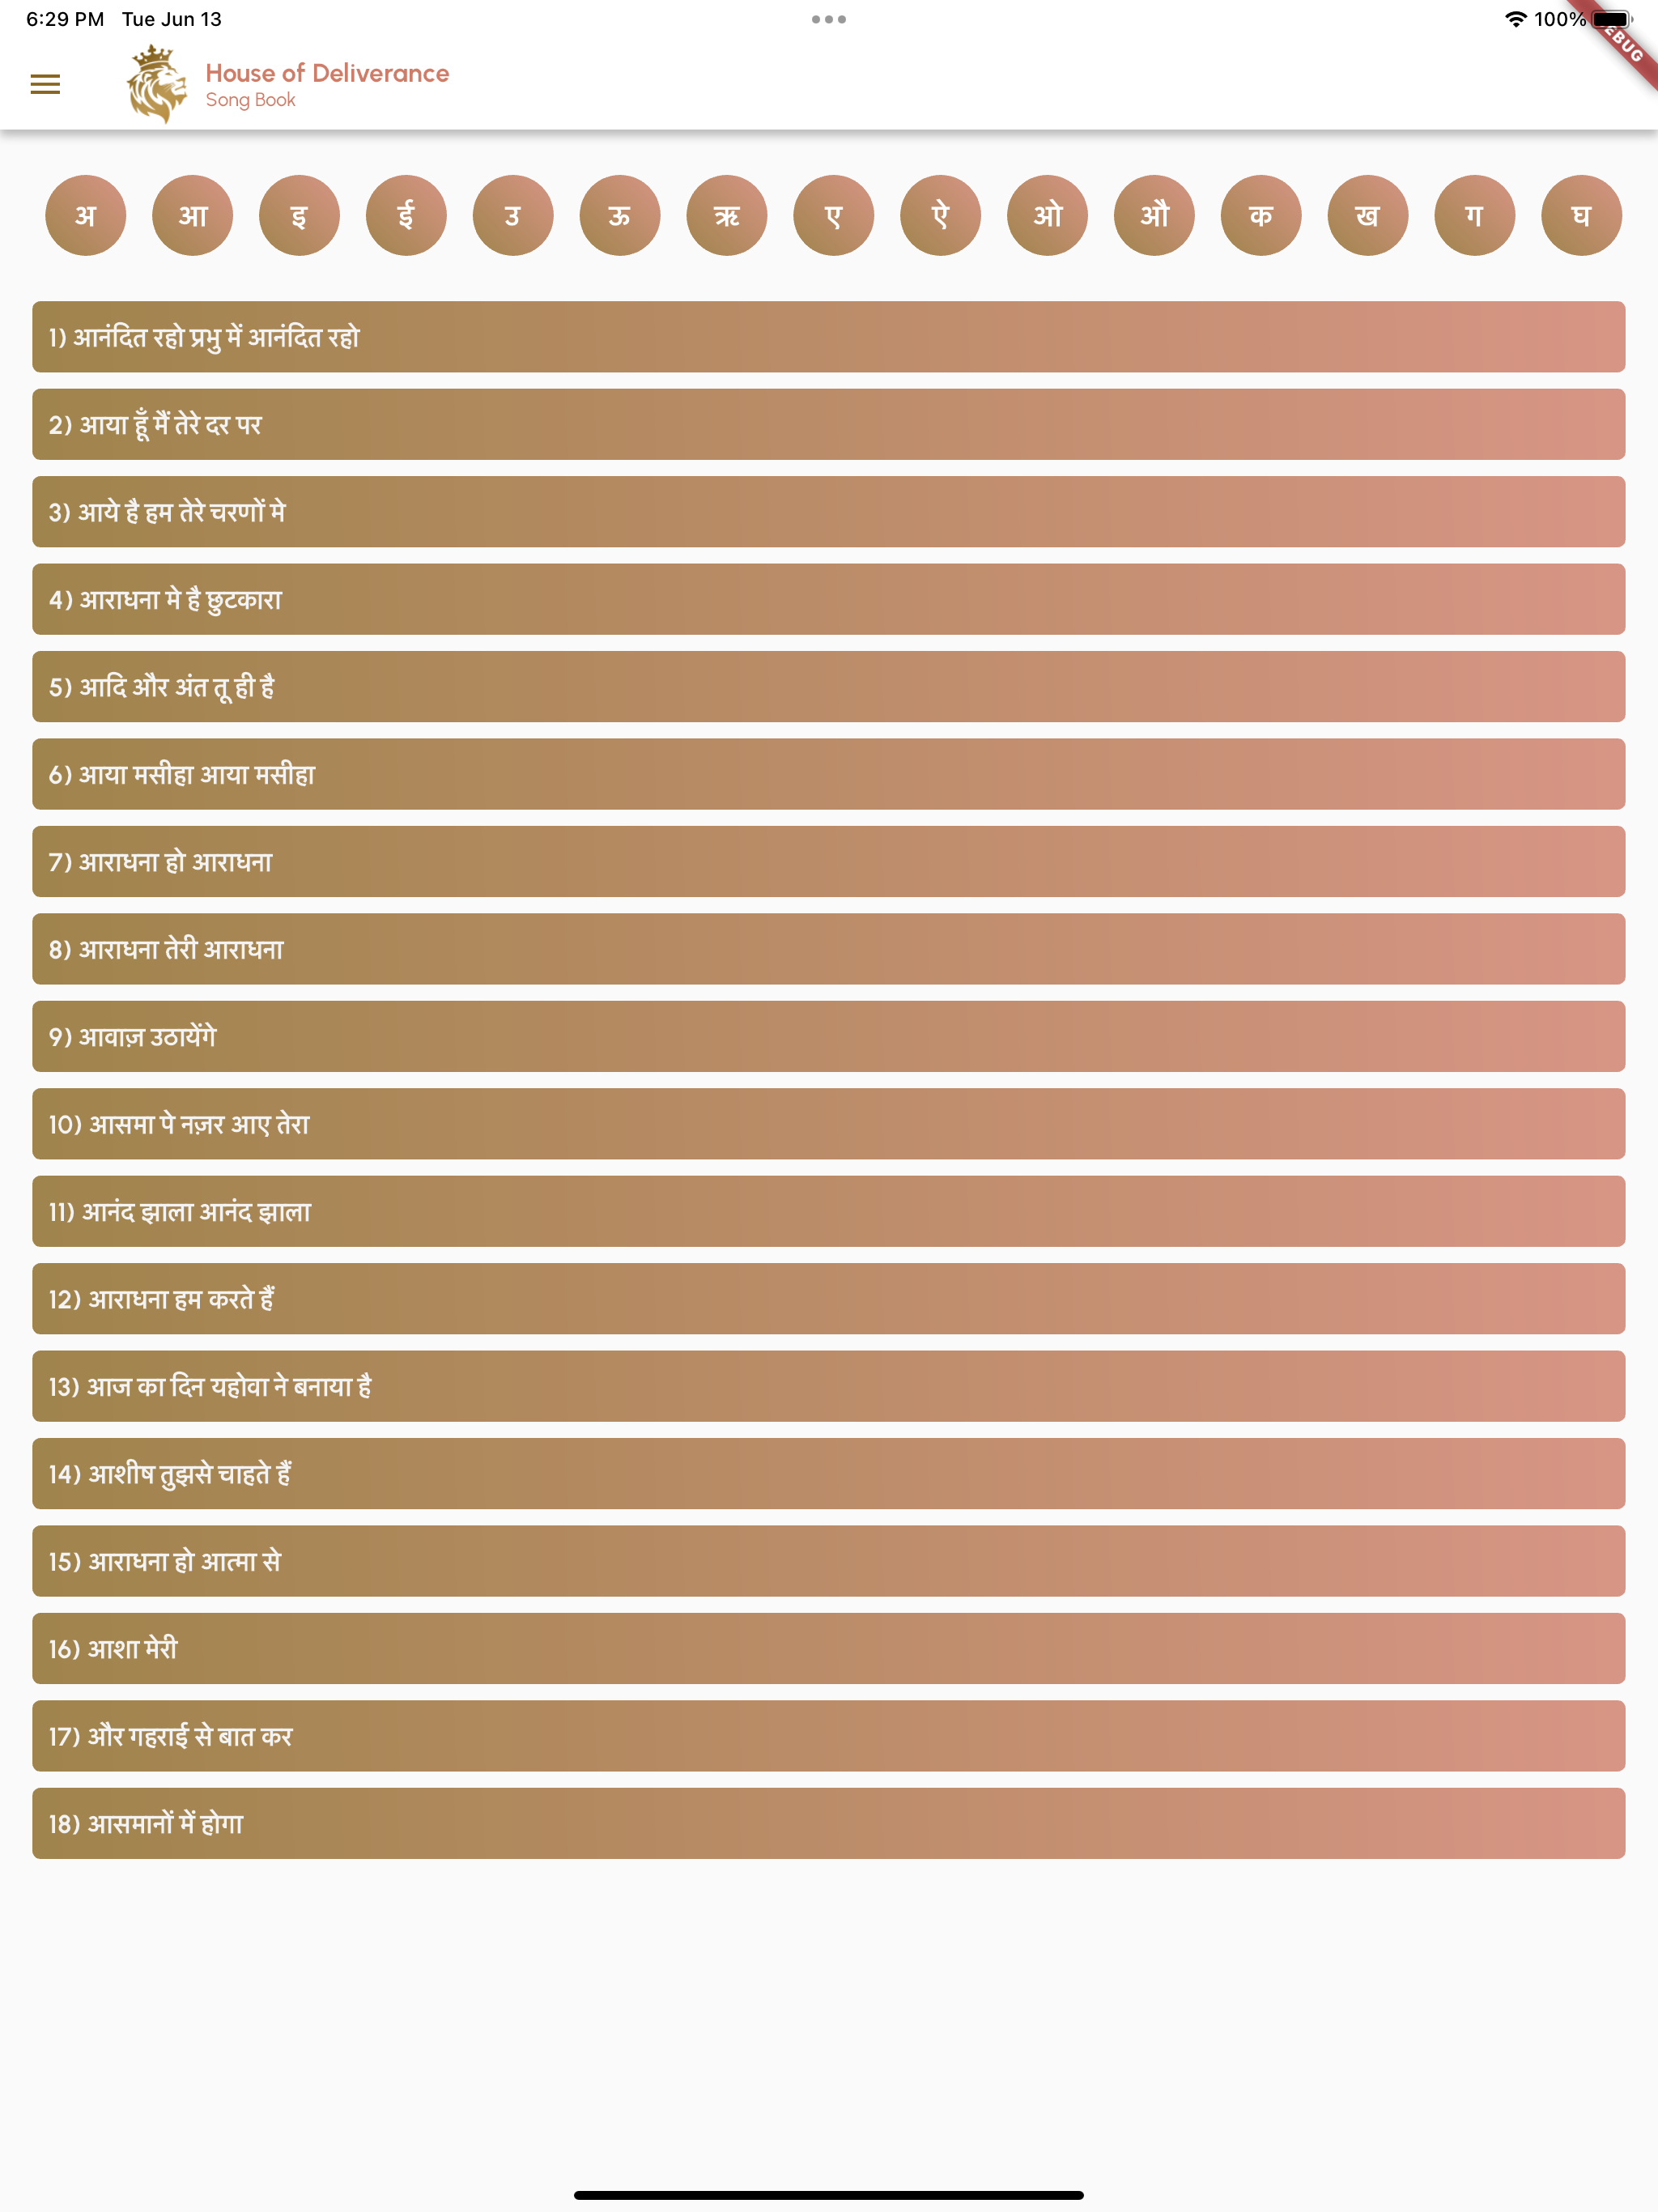 6:29 PM Tue Jun 13
100%
House of Deliverance
Song Book
अ आ इ ई उ ऊ ऋ ए ऐ ओ औ क ख ग घ
1) आनंदित रहो प्रभु में आनंदित रहो
2) आया हूँ मैं तेरे दर पर
3) आये है हम तेरे चरणों मे
4) आराधना मे है छुटकारा
5) आदि और अंत तू ही है
6) आया मसीहा आया मसीहा
7) आराधना हो आराधना
8) आराधना तेरी आराधना
9) आवाज़ उठायेंगे
10) आसमा पे नज़र आए तेरा
11) आनंद झाला आनंद झाला
12) आराधना हम करते हैं
13) आज का दिन यहोवा ने बनाया है
14) आशीष तुझसे चाहते हैं
15) आराधना हो आत्मा से
16) आशा मेरी
17) और गहराई से बात कर
18) आसमानों में होगा